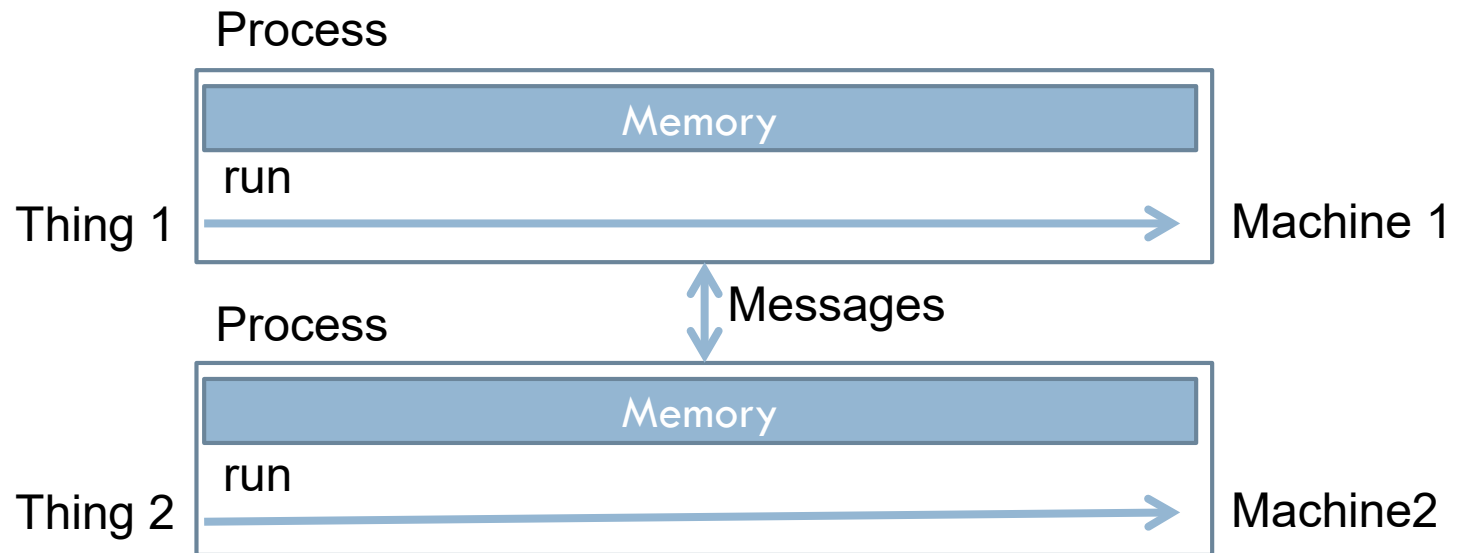 Process
Memory
run
Thing 1
Machine 1
Messages
Process
Memory
run
Thing 2
Machine2